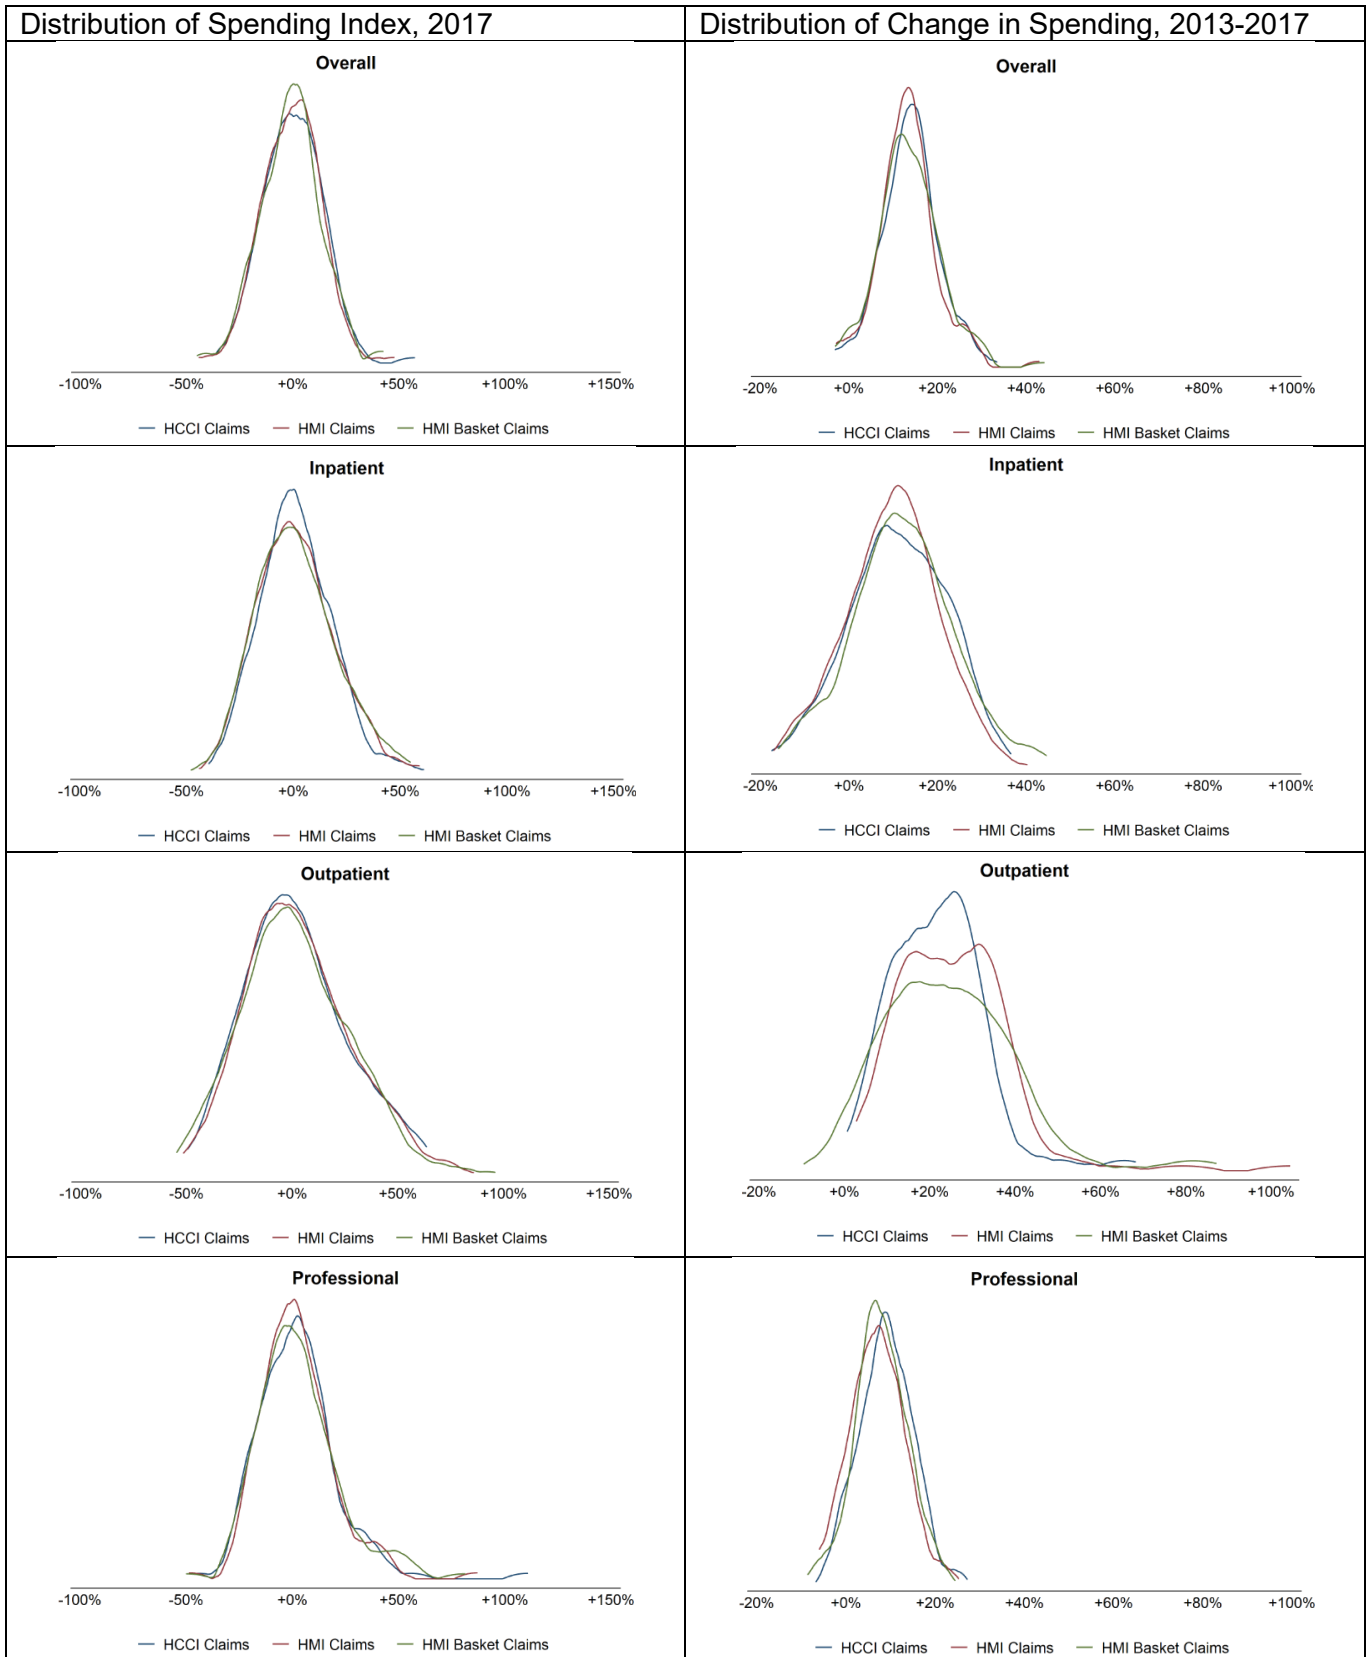 Distribution of Spending Index, 2017
Distribution of Change in Spending, 2013-2017
Overall
-100% -50% +0% +50% +100% +150%
HCCI Claims HMI Claims HMI Basket Claims
Overall
-20% +0% +20% +40% +60% +80% +100%
HCCI Claims HMI Claims HMI Basket Claims
Inpatient
-100% -50% +0% +50% +100% +150%
HCCI Claims HMI Claims HMI Basket Claims
Inpatient
-20% +0% +20% +40% +60% +80% +100%
HCCI Claims HMI Claims HMI Basket Claims
Outpatient
-100% -50% +0% +50% +100% +150%
HCCI Claims HMI Claims HMI Basket Claims
Outpatient
-20% +0% +20% +40% +60% +80% +100%
HCCI Claims HMI Claims HMI Basket Claims
Professional
-100% -50% +0% +50% +100% +150%
HCCI Claims HMI Claims HMI Basket Claims
Professional
-20% +0% +20% +40% +60% +80% +100%
HCCI Claims HMI Claims HMI Basket Claims